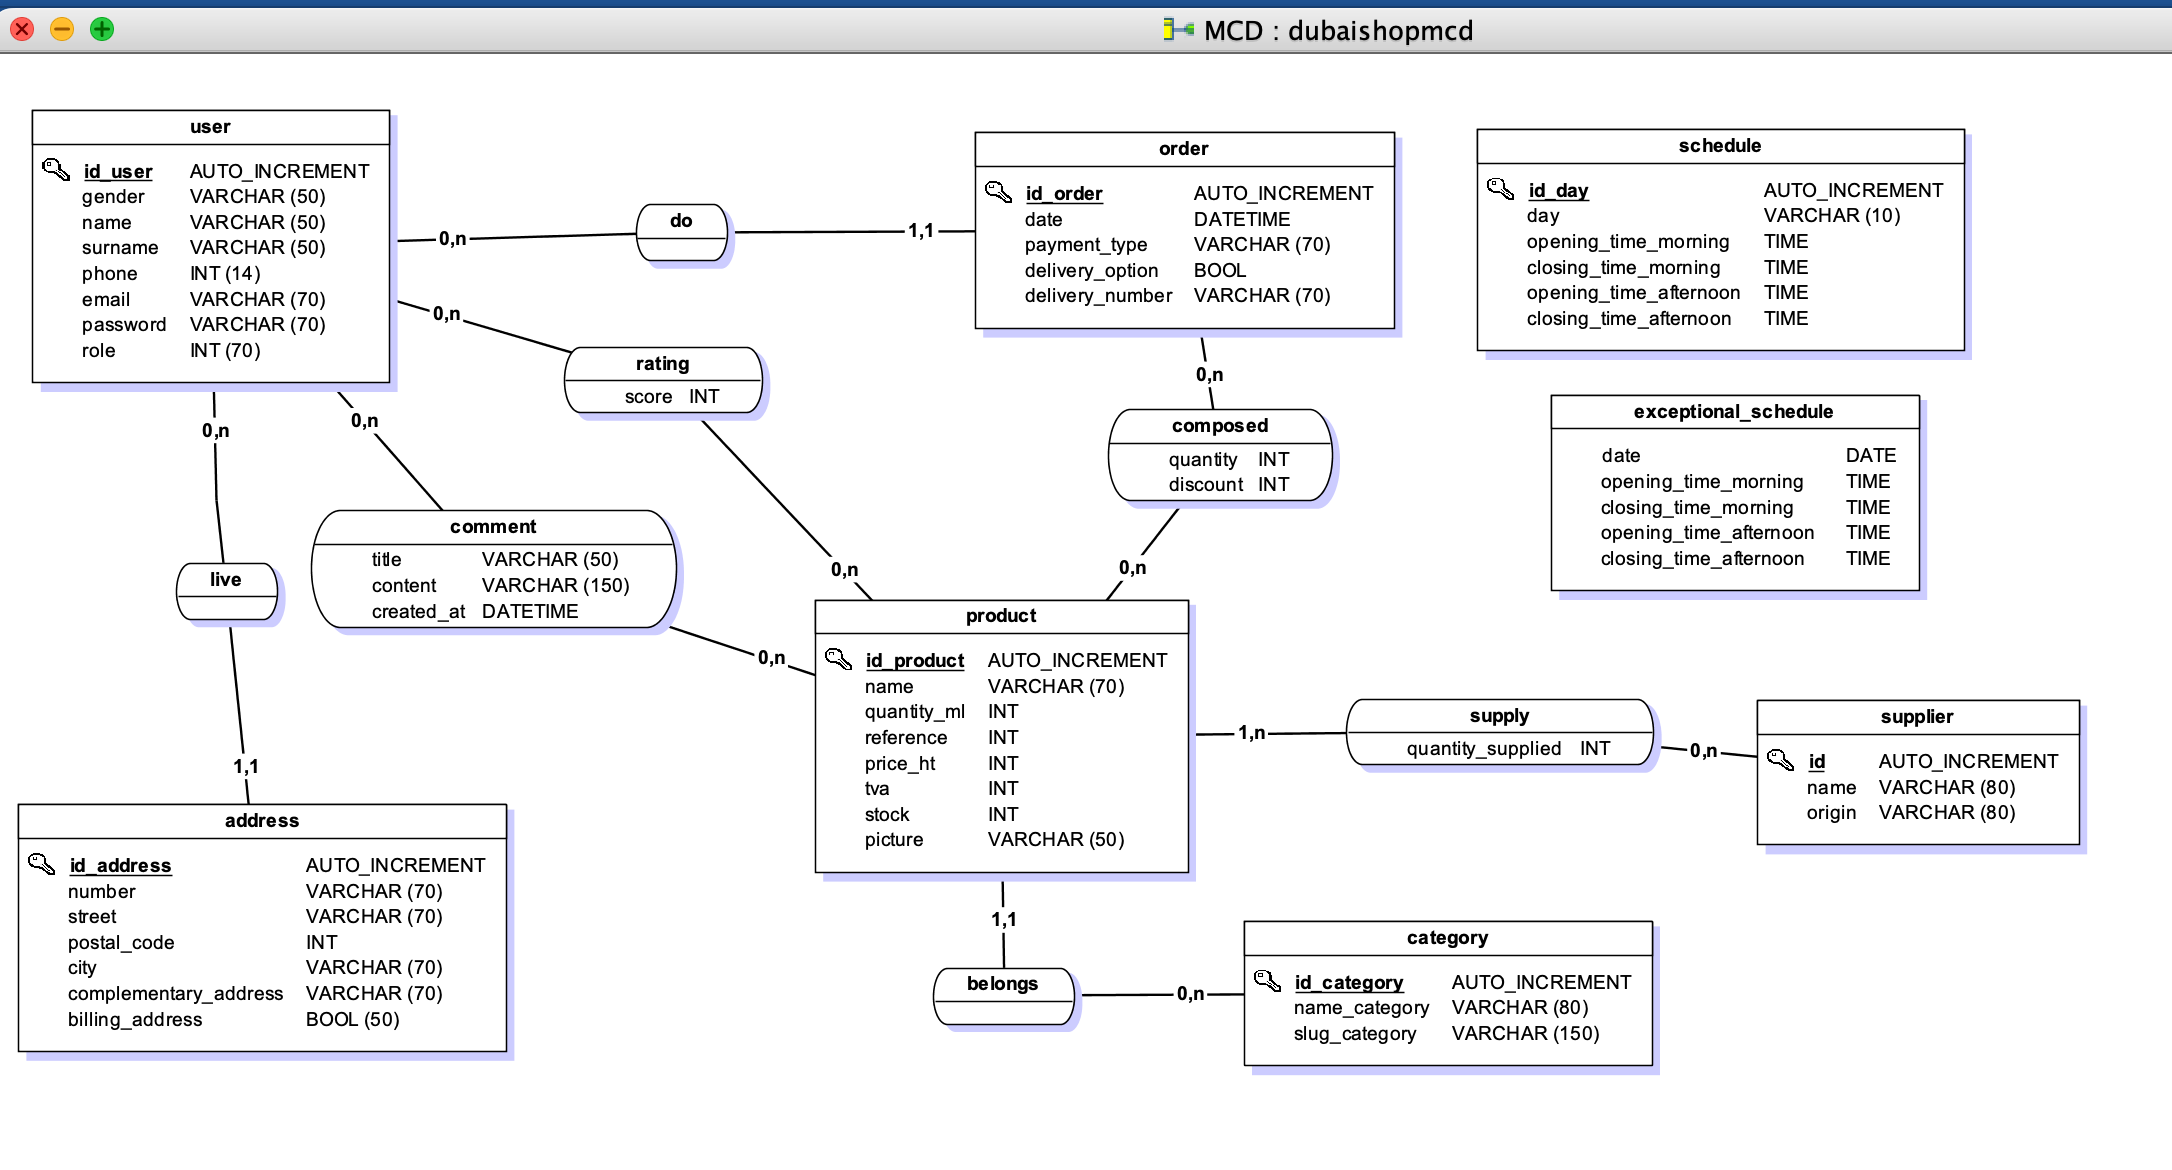 MCD : dubaishopmcd
user
id_user AUTO_INCREMENT
gender VARCHAR (50)
name VARCHAR (50)
surname VARCHAR (50)
phone INT (14)
email VARCHAR (70)
password VARCHAR (70)
role INT (70)
0,n
do
1,1
order
id_order AUTO_INCREMENT
date DATETIME
payment_type VARCHAR (70)
delivery_option BOOL
delivery_number VARCHAR (70)
schedule
id_day AUTO_INCREMENT
day VARCHAR (10)
opening_time_morning TIME
closing_time_morning TIME
opening_time_afternoon TIME
closing_time_afternoon TIME
0,n
rating
score INT
0,n
0,n
composed
quantity INT
discount INT
0,n
exceptional_schedule
date DATE
opening_time_morning TIME
closing_time_morning TIME
opening_time_afternoon TIME
closing_time_afternoon TIME
0,n
live
1,1
0,n
comment
title VARCHAR (50)
content VARCHAR (150)
created_at DATETIME
0,n
product
id_product AUTO_INCREMENT
name VARCHAR (70)
quantity_ml INT
reference INT
price_ht INT
tva INT
stock INT
picture VARCHAR (50)
1,n
supply
quantity_supplied INT
0,n
supplier
id AUTO_INCREMENT
name VARCHAR (80)
origin VARCHAR (80)
address
id_address AUTO_INCREMENT
number VARCHAR (70)
street VARCHAR (70)
postal_code INT
city VARCHAR (70)
complementary_address VARCHAR (70)
billing_address BOOL (50)
1,1
belongs
0,n
category
id_category AUTO_INCREMENT
name_category VARCHAR (80)
slug_category VARCHAR (150)